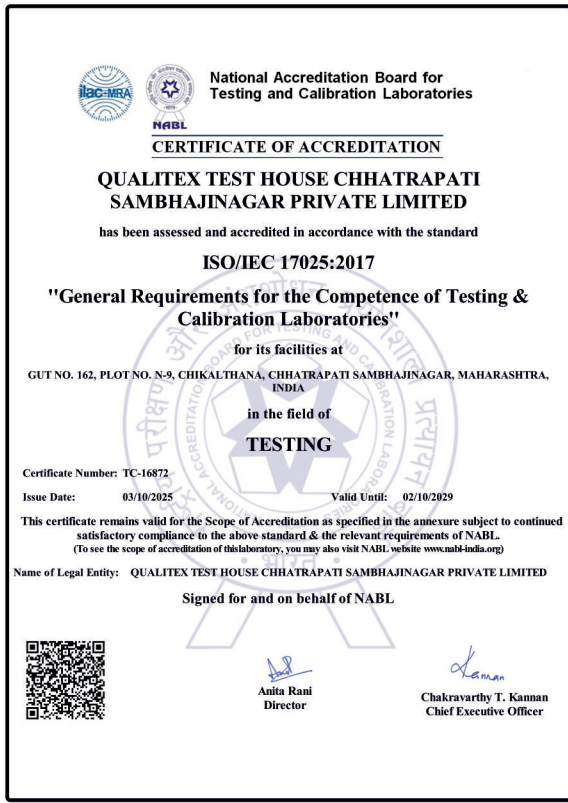 ilac-MRA
NABL
National Accreditation Board for
Testing and Calibration Laboratories
CERTIFICATE OF ACCREDITATION
QUALITEX TEST HOUSE CHHATRAPATI
SAMBHAJINAGAR PRIVATE LIMITED
has been assessed and accredited in accordance with the standard
ISO/IEC 17025:2017
"General Requirements for the Competence of Testing &
Calibration Laboratories"
for its facilities at
GUT NO. 162, PLOT NO. N-9, CHIKALTHANA, CHHATRAPATI SAMBHAJINAGAR, MAHARASHTRA,
INDIA
in the field of
TESTING
Certificate Number: TC-16872
Issue Date: 03/10/2025 Valid Until: 02/10/2029
This certificate remains valid for the Scope of Accreditation as specified in the annexure subject to continued
satisfactory compliance to the above standard & the relevant requirements of NABL.
(To see the scope of accreditation of thislaboratory, you may also visit NABL website www.nabl-india.org)
Name of Legal Entity: QUALITEX TEST HOUSE CHHATRAPATI SAMBHAJINAGAR PRIVATE LIMITED
Signed for and on behalf of NABL
Kannan
Anita Rani
Director
Chakravarthy T. Kannan
Chief Executive Officer
भारत